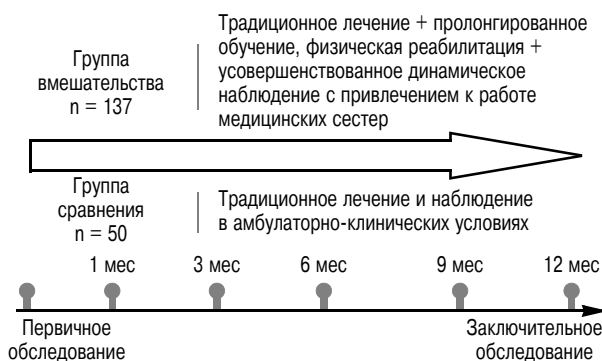 Группа
вмешательства
n = 137
Традиционное лечение + пролонгированное
обучение, физическая реабилитация +
усовершенствованное динамическое
наблюдение с привлечением к работе
медицинских сестер
Группа
сравнения
n = 50
Традиционное лечение и наблюдение
в амбулаторно-клинических условиях
1 мес 3 мес 6 мес 9 мес 12 мес
Первичное
обследование
Заключительное
обследование